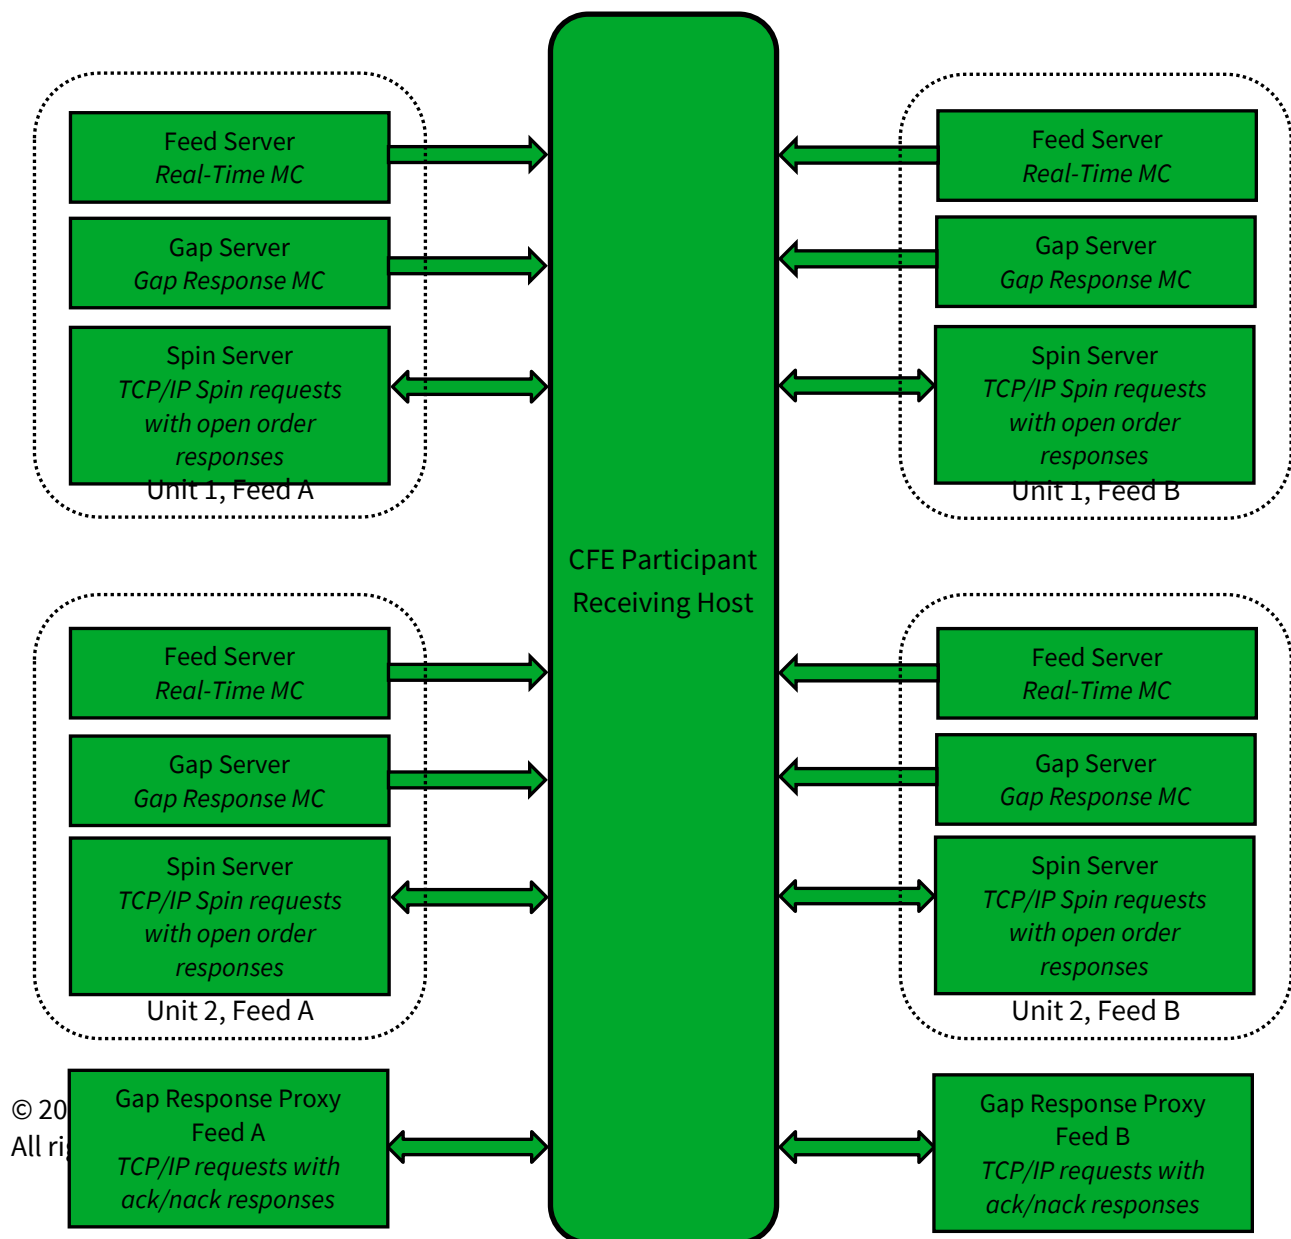 Feed Server
Real-Time MC
Gap Server
Gap Response MC
Spin Server
TCP/IP Spin requests
with open order
responses
Unit 1, Feed A
Feed Server
Real-Time MC
Gap Server
Gap Response MC
Spin Server
TCP/IP Spin requests
with open order
responses
Unit 1, Feed B
CFE Participant
Receiving Host
Feed Server
Real-Time MC
Gap Server
Gap Response MC
Spin Server
TCP/IP Spin requests
with open order
responses
Unit 2, Feed A
Feed Server
Real-Time MC
Gap Server
Gap Response MC
Spin Server
TCP/IP Spin requests
with open order
responses
Unit 2, Feed B
©
All
Gap Response Proxy
Feed A
TCP/IP requests with
ack/nack responses
Gap Response Proxy
Feed B
TCP/IP requests with
ack/nack responses